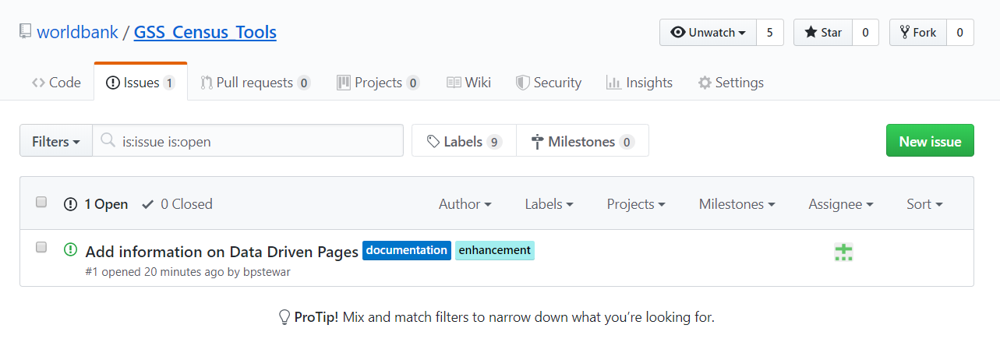 worldbank / GSS_Census_Tools Unwatch 5 Star 0 Fork 0
Code Issues 1 Pull requests 0 Projects 0 Wiki Security Insights Settings
Filters is:issue is:open Labels 9 Milestones 0 New issue
1 Open 0 Closed Author Labels Projects Milestones Assignee Sort
Add information on Data Driven Pages documentation enhancement
#1 opened 20 minutes ago by bpstewar
ProTip! Mix and match filters to narrow down what you’re looking for.